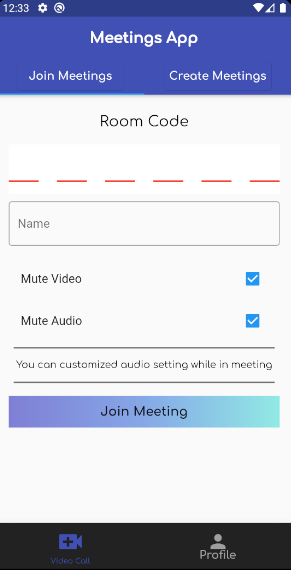 12:33
Meetings App
Join Meetings Create Meetings
Room Code
Name
Mute Video
Mute Audio
You can customized audio setting while in meeting
Join Meeting
Video Call Profile